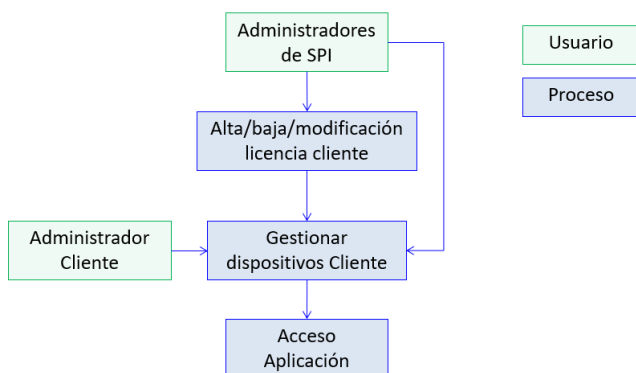 Administradores
de SPI
Usuario
Proceso
Alta/baja/modificación
licencia cliente
Administrador
Cliente
Gestionar
dispositivos Cliente
Acceso
Aplicación